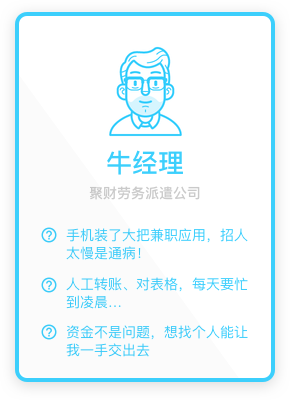 牛经理
聚财劳务派遣公司
手机装了大把兼职应用，招人
太慢是通病！
人工转账、对表格，每天要忙
到凌晨…
资金不是问题，想找个人能让
我一手交出去